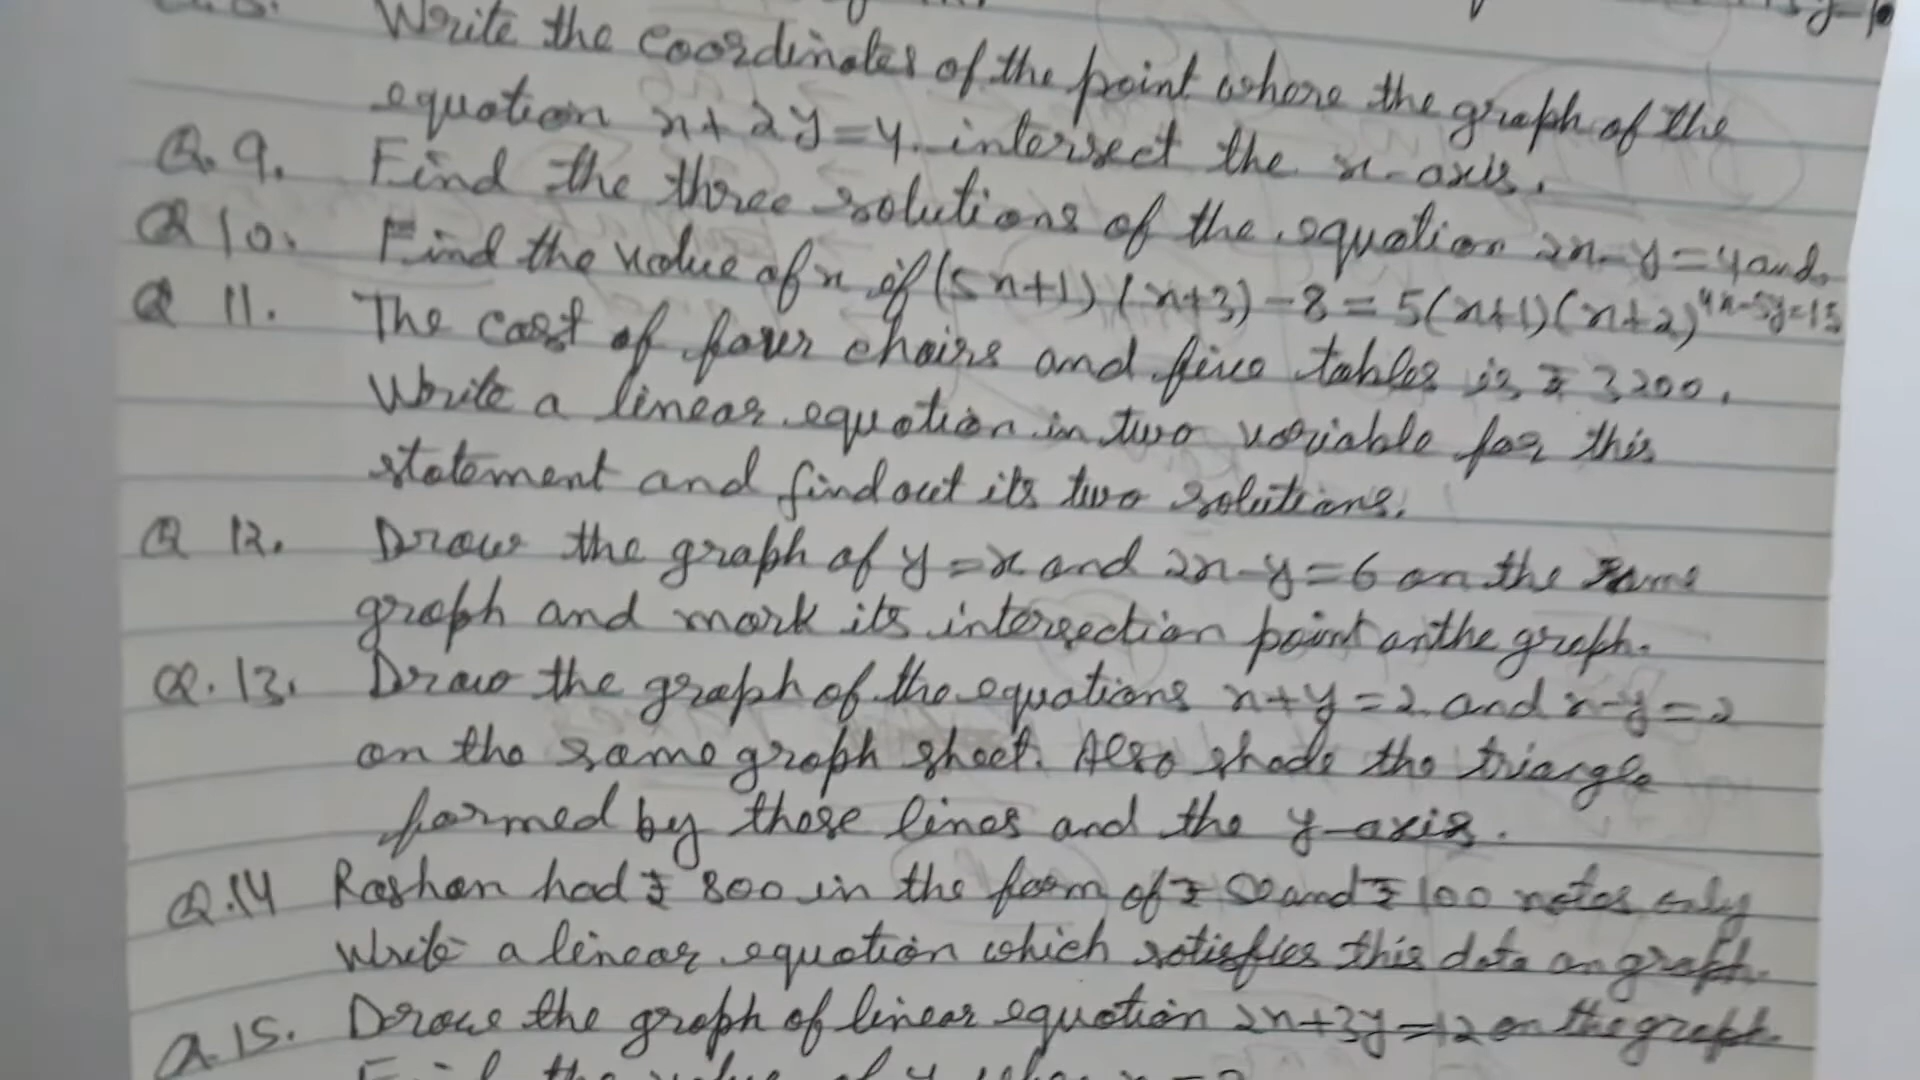 Write the coordinates of the point where the graph of the
equation x + 2y = 4 intersect the x-axis.
Q. 9. Find the three solutions of the equation 2x - y = 4 and
4x - 5y = 15
Q 10. Find the value of x if (5x+1) (x+3) - 8 = 5(x+1)(x+2)
Q 11. The cost of four chairs and five tables is ₹ 3200.
Write a linear equation in two variable for this
statement and find out its two solutions.
Q 12. Draw the graph of y = x and 2x - y = 6 on the same
graph and mark its intersection point on the graph.
Q. 13. Draw the graph of the equations x + y = 2 and x - y = 2
on the same graph sheet. Also shade the triangle
formed by those lines and the y-axis.
Q.14 Rashan had ₹ 800 in the form of ₹ 50 and ₹ 100 notes only
Write a linear equation which satisfies this data on graph.
Q.15. Draw the graph of linear equation 2x + 3y = 12 on the graph.